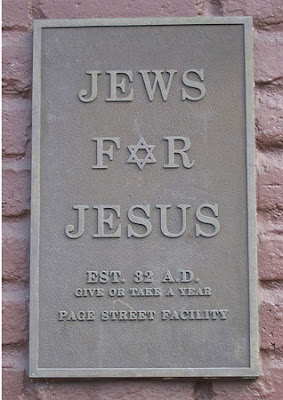 JEWS
F✡R
JESUS
EST. 32 A.D.
GIVE OR TAKE A YEAR
PAGE STREET FACILITY